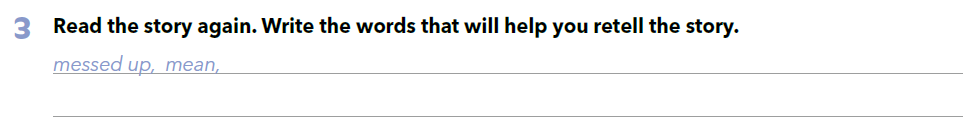 3 Read the story again. Write the words that will help you retell the story.
messed up, mean,